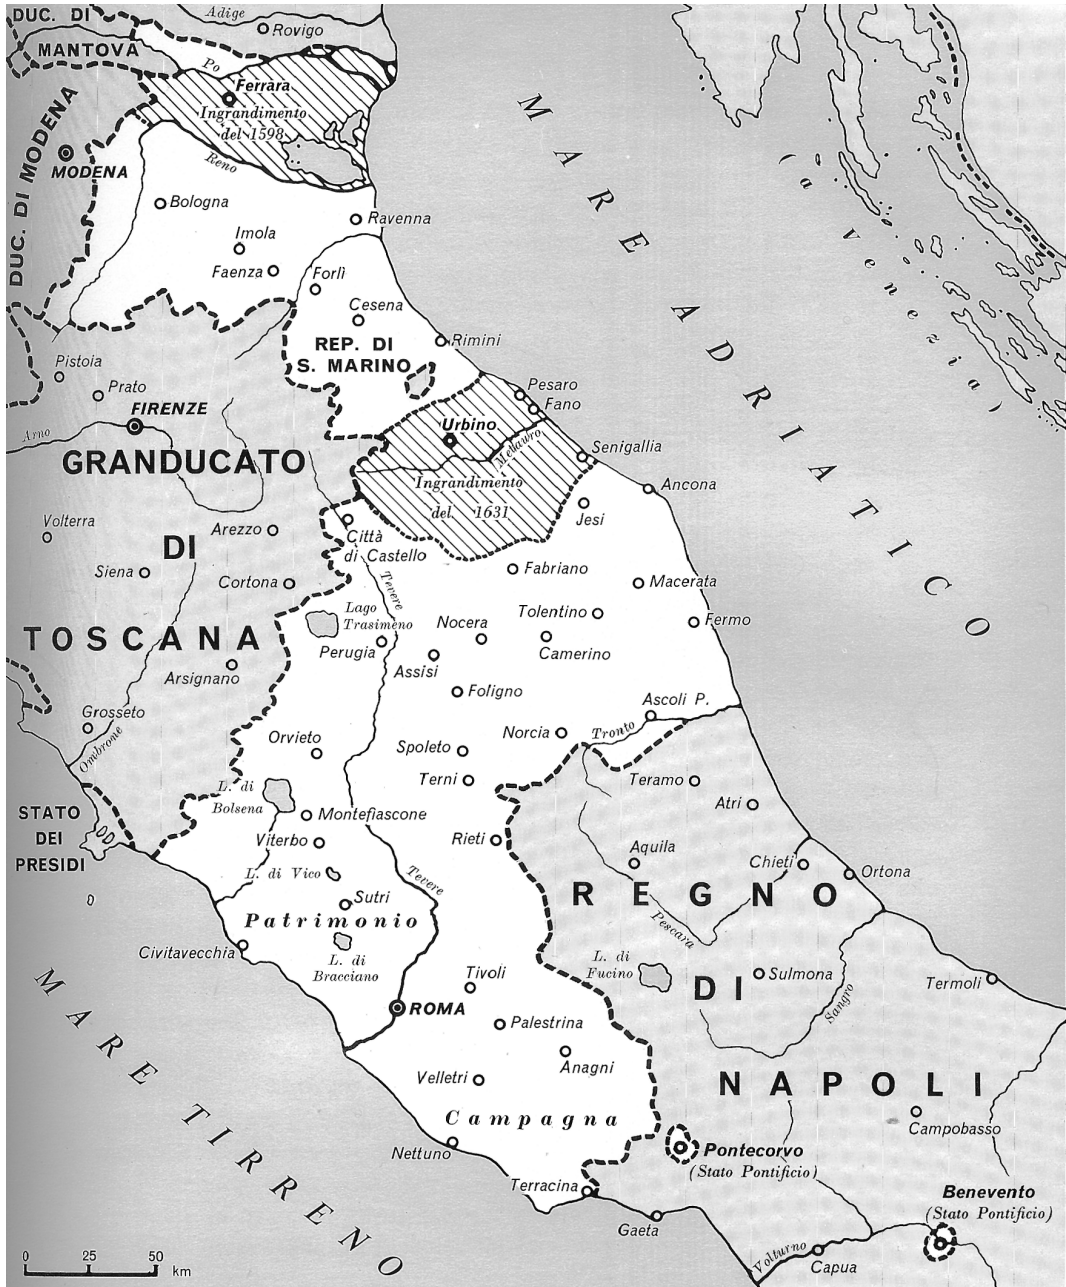 DUC. DI
MANTOVA
Adige
Rovigo
Po
Ferrara
Ingrandimento
del 1598
DUC. DI MODENA
MODENA
Reno
Bologna
Ravenna
Imola
Faenza
Forlì
Cesena
Rimini
REP. DI
S. MARINO
Pistoia
Prato
FIRENZE
Arno
Pesaro
Fano
Urbino
Metauro
Senigallia
Ingrandimento
del 1631
Ancona
Jesi
GRANDUCATO
DI
TOSCANA
Volterra
Arezzo
Siena
Cortona
Città
di Castello
Tevere
Fabriano
Macerata
Lago
Trasimeno
Nocera
Tolentino
Fermo
Perugia
Assisi
Camerino
Arsignano
Foligno
Grosseto
Ombrone
Ascoli P.
Orvieto
Spoleto
Norcia
Tronto
Terni
Teramo
Atri
L. di
Bolsena
Montefiascone
STATO
DEI
PRESIDI
Viterbo
Rieti
Aquila
Chieti
Ortona
L. di Vico
Tevere
Sutri
Patrimonio
REGNO
DI
NAPOLI
Pescara
Civitavecchia
L. di
Bracciano
Tivoli
L. di
Fucino
Sulmona
Sangro
Termoli
ROMA
Palestrina
Anagni
Velletri
Campagna
Campobasso
Nettuno
Pontecorvo
(Stato Pontificio)
Terracina
Benevento
(Stato Pontificio)
Gaeta
Volturno
Capua
MARE ADRIATICO
(a Venezia)
MARE TIRRENO
0 25 50
km